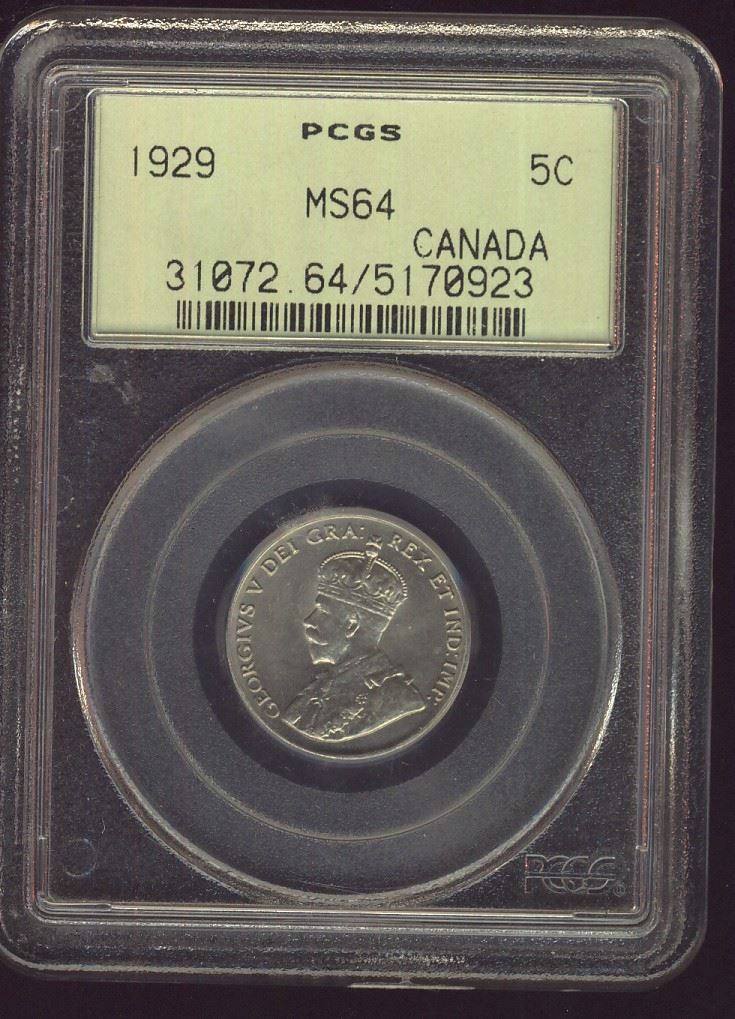 PCGS
1929 5C
MS64
CANADA
31072.64/5170923
GEORGIVS V DEI GRA: REX ET IND:IMP:
PCGS